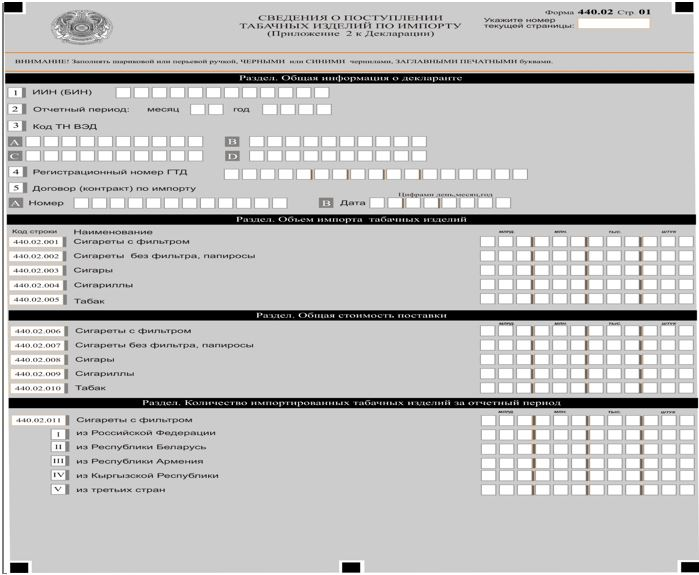 Форма 440.02 Стр 01
СВЕДЕНИЯ О ПОСТУПЛЕНИИ
ТАБАЧНЫХ ИЗДЕЛИЙ ПО ИМПОРТУ
(Приложение 2 к Декларации)
Укажите номер
текущей страницы:
ВНИМАНИЕ! Заполнять шариковой или перьевой ручкой, ЧЕРНЫМИ или СИНИМИ чернилами, ЗАГЛАВНЫМИ ПЕЧАТНЫМИ буквами.
Раздел. Общая информация о декларанте
1 ИИН (БИН)
2 Отчетный период: месяц год
3 Код ТН ВЭД
A B
C D
4 Регистрационный номер ГТД
5 Договор (контракт) по импорту
Цифрами день,месяц,год
A Номер B Дата
Раздел. Объем импорта табачных изделий
Код строки Наименование млрд млн. тыс. штук
440.02.001 Сигареты с фильтром
440.02.002 Сигареты без фильтра, папиросы
440.02.003 Сигары
440.02.004 Сигариллы
440.02.005 Табак
Раздел. Общая стоимость поставки
млрд млн. тыс. штук
440.02.006 Сигареты с фильтром
440.02.007 Сигареты без фильтра, папиросы
440.02.008 Сигары
440.02.009 Сигариллы
440.02.010 Табак
Раздел. Количество импортированных табачных изделий за отчетный период
млрд млн. тыс. штук
440.02.011 Сигареты с фильтром
I из Российской Федерации
II из Республики Беларусь
III из Республики Армения
IV из Кыргызской Республики
V из третьих стран